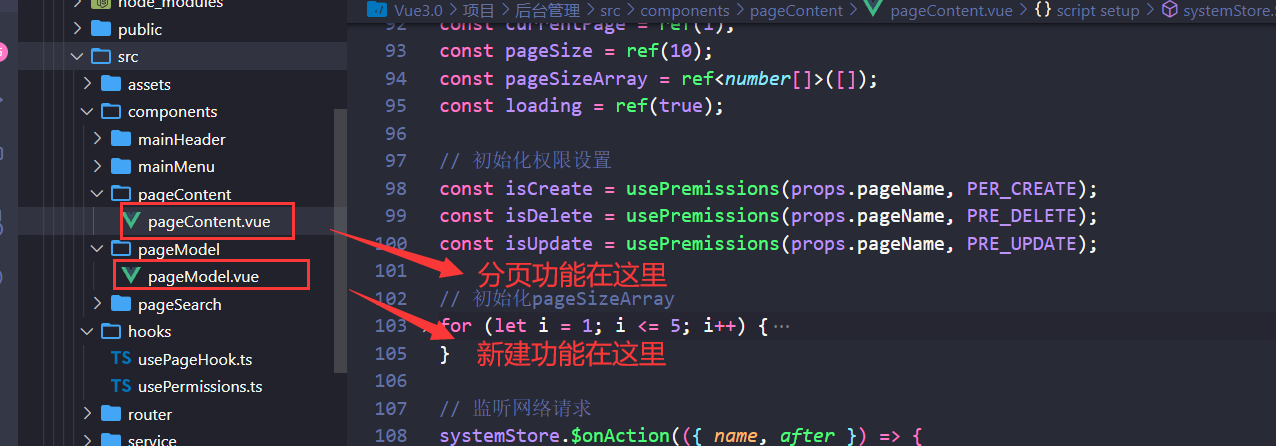 node_modules
public
src
assets
components
mainHeader
mainMenu
pageContent
pageContent.vue
pageModel
pageModel.vue
pageSearch
hooks
TS usePageHook.ts
TS usePermissions.ts
router
service
Vue3.0 > 项目 > 后台管理 > src > components > pageContent > pageContent.vue > {} script setup > systemStore.
92 const currentPage = ref(1);
93 const pageSize = ref(10);
94 const pageSizeArray = ref<number[]>([]);
95 const loading = ref(true);
96
97 // 初始化权限设置
98 const isCreate = usePremissions(props.pageName, PER_CREATE);
99 const isDelete = usePremissions(props.pageName, PRE_DELETE);
100 const isUpdate = usePremissions(props.pageName, PRE_UPDATE);
101
分页功能在这里
102 // 初始化pageSizeArray
103 for (let i = 1; i <= 5; i++) {…
105 }
新建功能在这里
106
107 // 监听网络请求
108 systemStore.$onAction(({ name, after }) => {